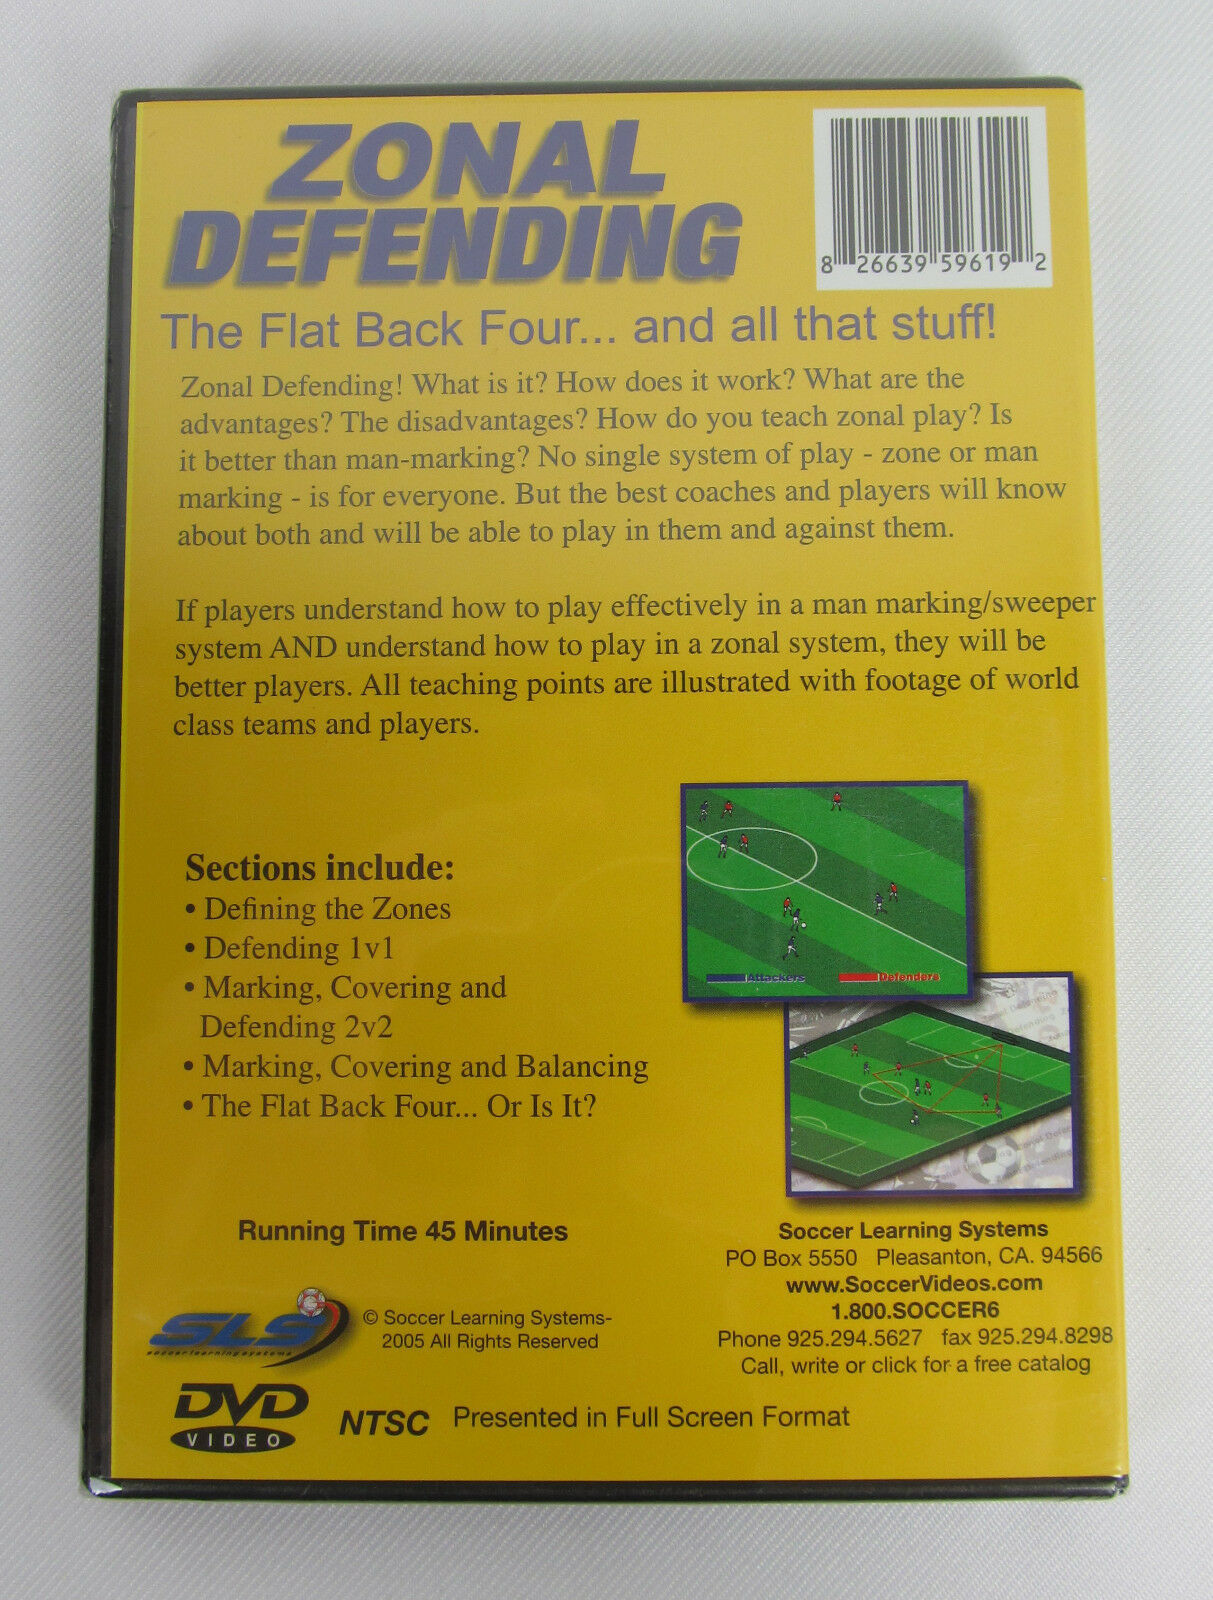 ZONAL
DEFENDING
8 26639 59619 2
The Flat Back Four... and all that stuff!
Zonal Defending! What is it? How does it work? What are the
advantages? The disadvantages? How do you teach zonal play? Is
it better than man-marking? No single system of play - zone or man
marking - is for everyone. But the best coaches and players will know
about both and will be able to play in them and against them.
If players understand how to play effectively in a man marking/sweeper
system AND understand how to play in a zonal system, they will be
better players. All teaching points are illustrated with footage of world
class teams and players.
Sections include:
• Defining the Zones
• Defending 1v1
• Marking, Covering and
Defending 2v2
• Marking, Covering and Balancing
• The Flat Back Four... Or Is It?
Attackers Defenders
Running Time 45 Minutes
Soccer Learning Systems
PO Box 5550 Pleasanton, CA. 94566
www.SoccerVideos.com
1.800.SOCCER6
Phone 925.294.5627 fax 925.294.8298
Call, write or click for a free catalog
SLS
soccer learning systems
© Soccer Learning Systems-
2005 All Rights Reserved
DVD
VIDEO
NTSC Presented in Full Screen Format